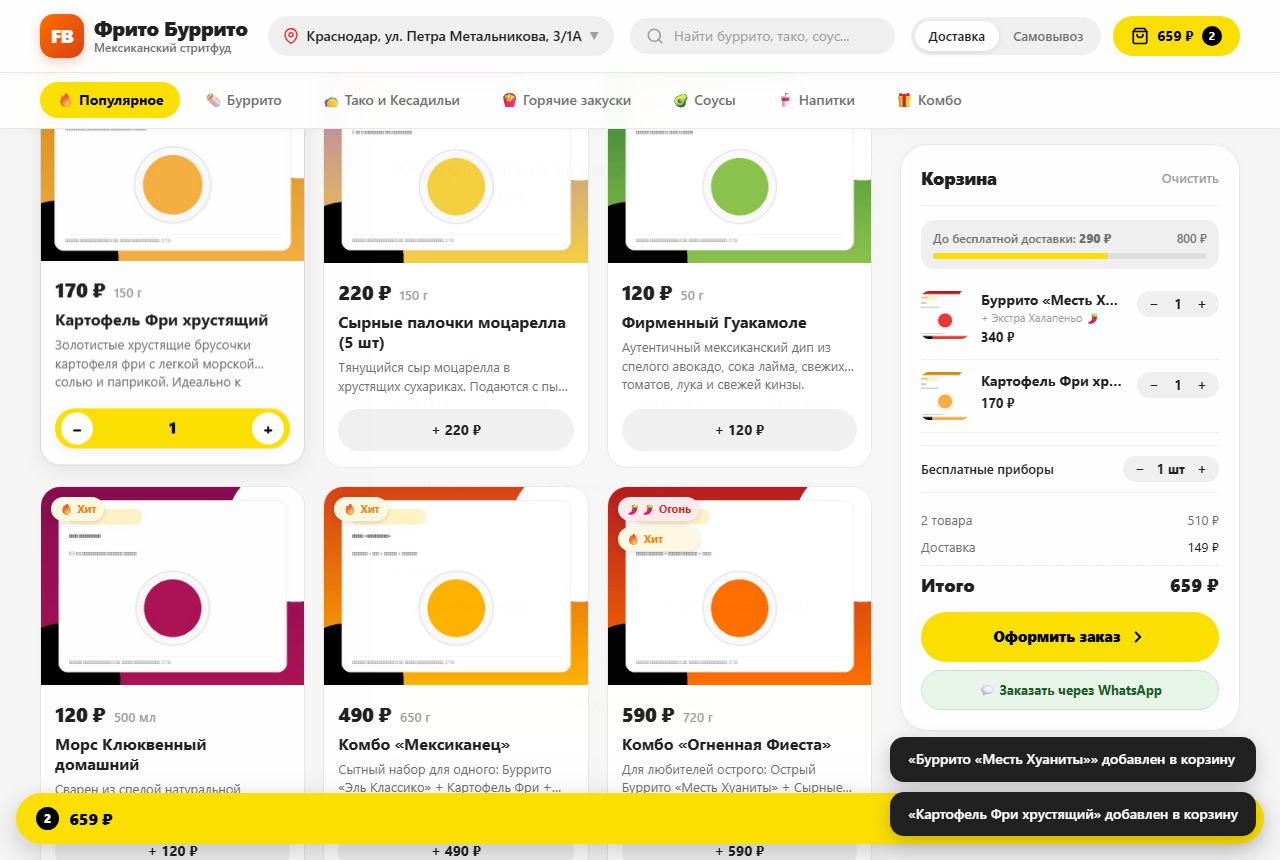 FB
Фрито Буррито
Мексиканский стритфуд
Краснодар, ул. Петра Метальникова, 3/1А
Найти буррито, тако, соус...
Доставка
Самовывоз
659 ₽
2
Популярное
Буррито
Тако и Кесадильи
Горячие закуски
Соусы
Напитки
Комбо
170 ₽ 150 г
Картофель Фри хрустящий
Золотистые хрустящие брусочки
картофеля фри с легкой морской...
солью и паприкой. Идеально к
− 1 +
220 ₽ 150 г
Сырные палочки моцарелла
(5 шт)
Тянущийся сыр моцарелла в
хрустящих сухариках. Подаются с пы...
+ 220 ₽
120 ₽ 50 г
Фирменный Гуакамоле
Аутентичный мексиканский дип из
спелого авокадо, сока лайма, свежих...
томатов, лука и свежей кинзы.
+ 120 ₽
Хит
120 ₽ 500 мл
Морс Клюквенный
домашний
Сварен из спелой натуральной
+ 120 ₽
Хит
490 ₽ 650 г
Комбо «Мексиканец»
Сытный набор для одного: Буррито
«Эль Классико» + Картофель Фри +...
+ 490 ₽
Огонь
Хит
590 ₽ 720 г
Комбо «Огненная Фиеста»
Для любителей острого: Острый
Буррито «Месть Хуаниты» + Сырные...
+ 590 ₽
Корзина
Очистить
До бесплатной доставки: 290 ₽
800 ₽
Буррито «Месть Х...
+ Экстра Халапеньо
340 ₽
− 1 +
Картофель Фри хр...
170 ₽
− 1 +
Бесплатные приборы
− 1 шт +
2 товара
510 ₽
Доставка
149 ₽
Итого
659 ₽
Оформить заказ
Заказать через WhatsApp
«Буррито «Месть Хуаниты»» добавлен в корзину
«Картофель Фри хрустящий» добавлен в корзину
2
659 ₽